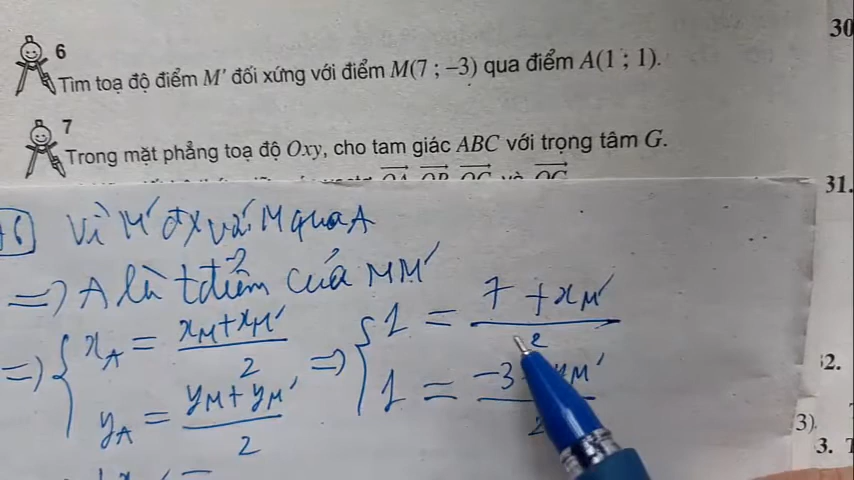 30
6
Tìm toạ độ điểm M' đối xứng với điểm M(7 ; –3) qua điểm A(1 ; 1).
7
Trong mặt phẳng toạ độ Oxy, cho tam giác ABC với trọng tâm G.
31.
6 Vì M' đx với M qua A
=> A là tđiểm của MM'
=> { x_A = (x_M + x_M')/2 => { 1 = (7 + x_M')/2
y_A = (y_M + y_M')/2 1 = (-3 + y_M')/2
2.
3).
3.